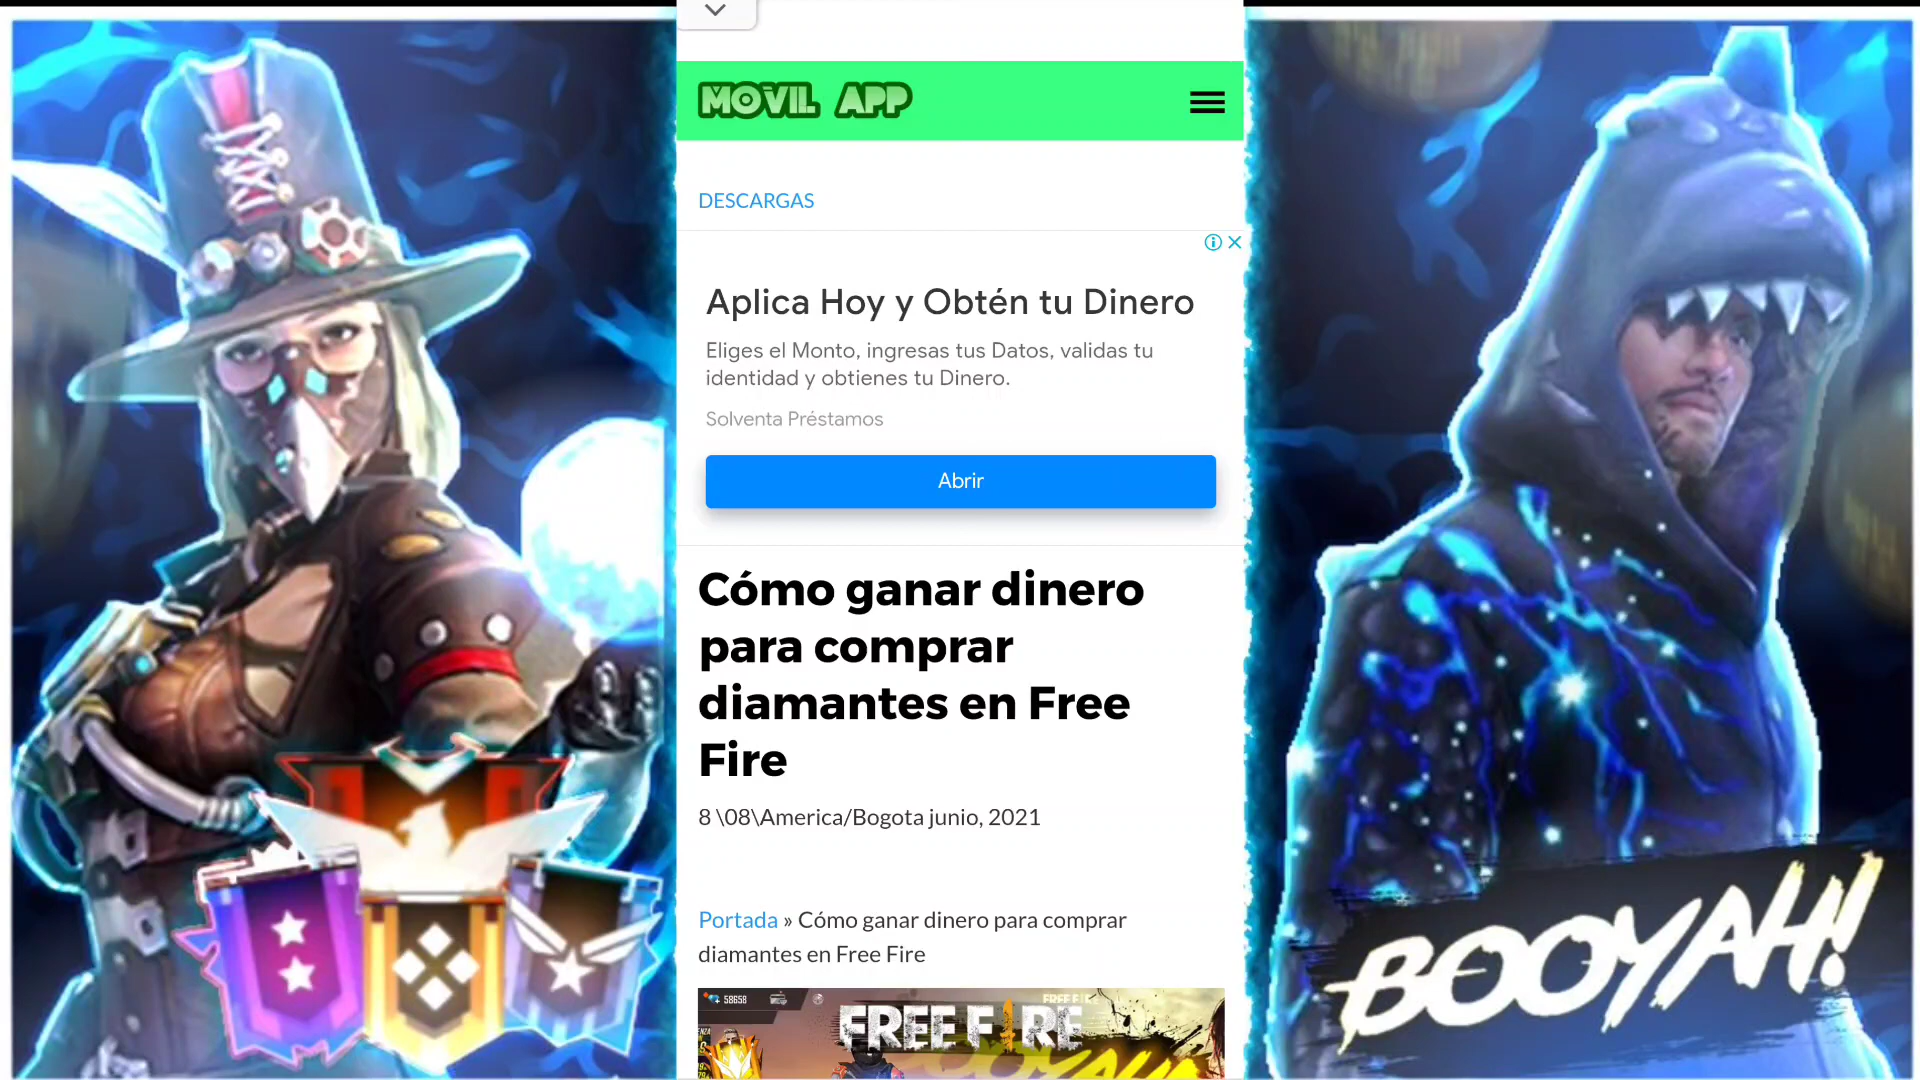 MOVIL APP
DESCARGAS
Aplica Hoy y Obtén tu Dinero
Eliges el Monto, ingresas tus Datos, validas tu
identidad y obtienes tu Dinero.
Solventa Préstamos
Abrir
Cómo ganar dinero
para comprar
diamantes en Free
Fire
8 \08\America/Bogota junio, 2021
Portada » Cómo ganar dinero para comprar
diamantes en Free Fire
58658
FREE FIRE
BOOYAH!